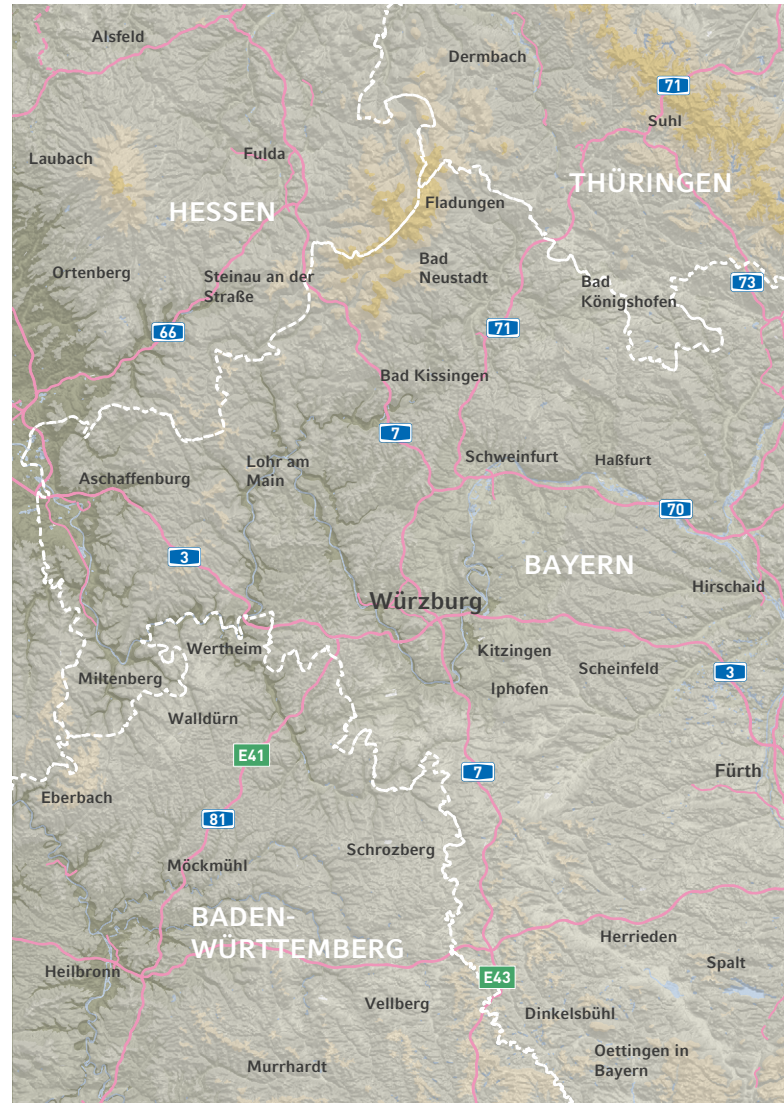 Alsfeld
Dermbach
71
Suhl
Laubach
Fulda
THÜRINGEN
HESSEN
Fladungen
Ortenberg
Steinau an der
Straße
Bad
Neustadt
Bad
Königshofen
73
66
71
Bad Kissingen
7
Aschaffenburg
Lohr am
Main
Schweinfurt
Haßfurt
70
3
BAYERN
Hirschaid
Würzburg
Wertheim
Kitzingen
Scheinfeld
3
Miltenberg
Iphofen
Walldürn
E41
7
Fürth
Eberbach
81
Schrozberg
Möckmühl
BADEN-
WÜRTTEMBERG
Herrieden
Heilbronn
E43
Spalt
Vellberg
Dinkelsbühl
Murrhardt
Oettingen in
Bayern